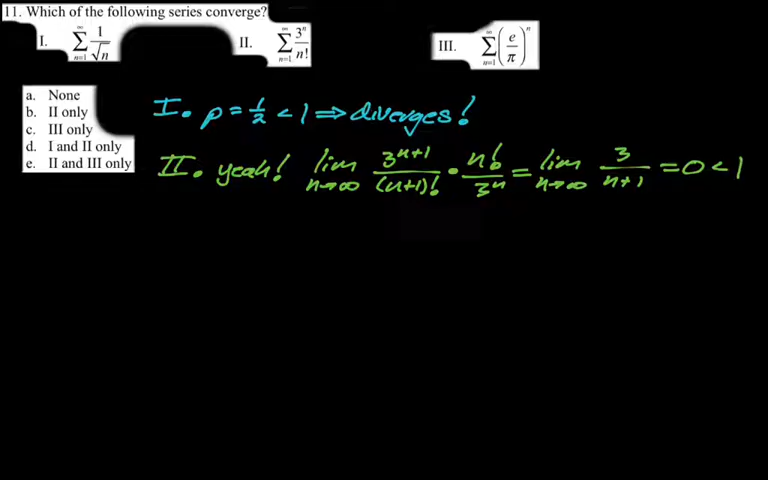 11. Which of the following series converge?
I. ∑_{n=1}^{∞} 1/√n II. ∑_{n=1}^{∞} 3^n/n! III. ∑_{n=1}^{∞} (e/π)^n
a. None
b. II only
c. III only
d. I and II only
e. II and III only
I. p = 1/2 < 1 ⇒ diverges!
II. yeah! lim_{n→∞} 3^{n+1}/(n+1)! • n!/3^n = lim_{n→∞} 3/(n+1) = 0 < 1